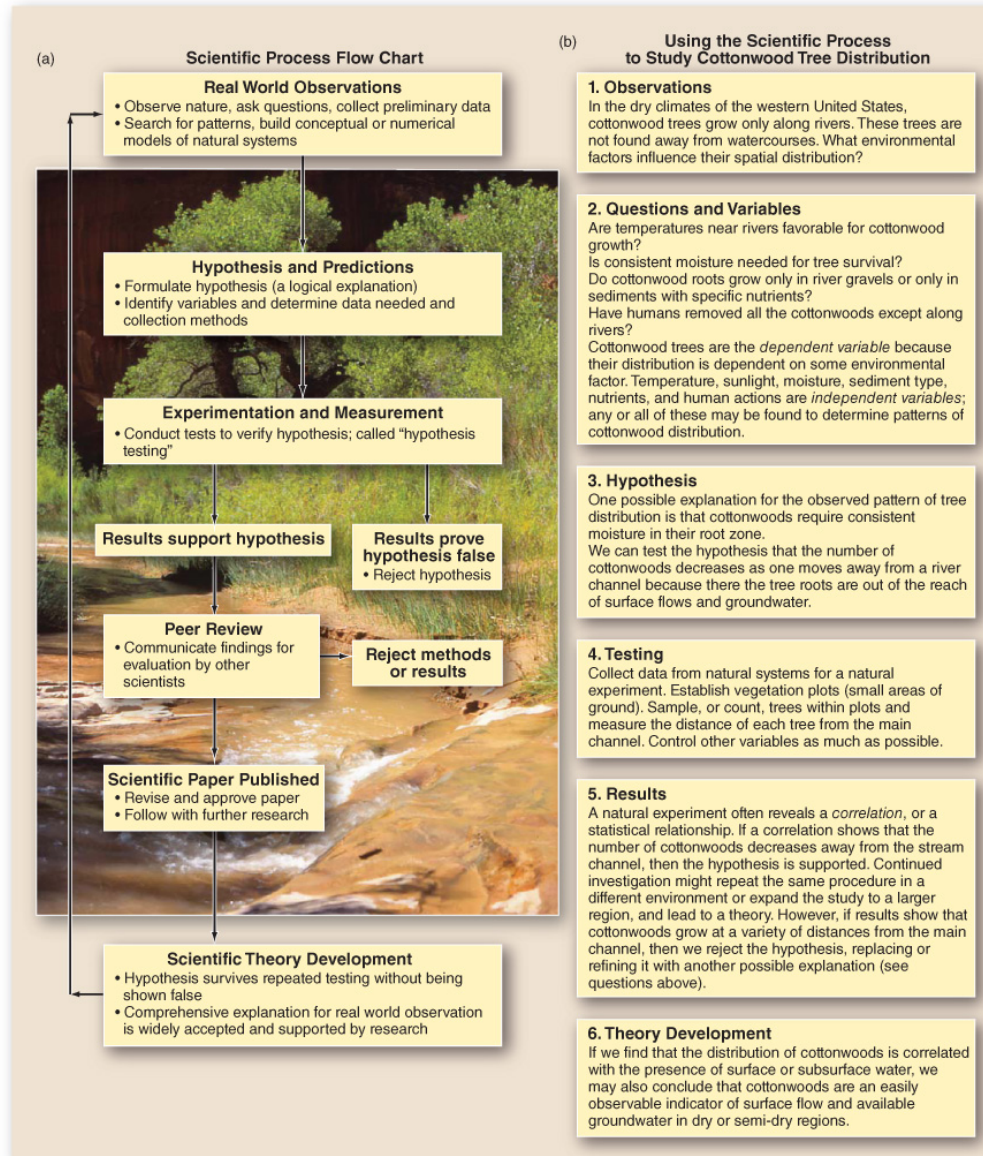 (a)
Scientific Process Flow Chart
Real World Observations
• Observe nature, ask questions, collect preliminary data
• Search for patterns, build conceptual or numerical
models of natural systems
Hypothesis and Predictions
• Formulate hypothesis (a logical explanation)
• Identify variables and determine data needed and
collection methods
Experimentation and Measurement
• Conduct tests to verify hypothesis; called “hypothesis
testing”
Results support hypothesis
Results prove
hypothesis false
• Reject hypothesis
Peer Review
• Communicate findings for
evaluation by other
scientists
Reject methods
or results
Scientific Paper Published
• Revise and approve paper
• Follow with further research
Scientific Theory Development
• Hypothesis survives repeated testing without being
shown false
• Comprehensive explanation for real world observation
is widely accepted and supported by research
(b)
Using the Scientific Process
to Study Cottonwood Tree Distribution
1. Observations
In the dry climates of the western United States,
cottonwood trees grow only along rivers. These trees are
not found away from watercourses. What environmental
factors influence their spatial distribution?
2. Questions and Variables
Are temperatures near rivers favorable for cottonwood
growth?
Is consistent moisture needed for tree survival?
Do cottonwood roots grow only in river gravels or only in
sediments with specific nutrients?
Have humans removed all the cottonwoods except along
rivers?
Cottonwood trees are the dependent variable because
their distribution is dependent on some environmental
factor. Temperature, sunlight, moisture, sediment type,
nutrients, and human actions are independent variables;
any or all of these may be found to determine patterns of
cottonwood distribution.
3. Hypothesis
One possible explanation for the observed pattern of tree
distribution is that cottonwoods require consistent
moisture in their root zone.
We can test the hypothesis that the number of
cottonwoods decreases as one moves away from a river
channel because there the tree roots are out of the reach
of surface flows and groundwater.
4. Testing
Collect data from natural systems for a natural
experiment. Establish vegetation plots (small areas of
ground). Sample, or count, trees within plots and
measure the distance of each tree from the main
channel. Control other variables as much as possible.
5. Results
A natural experiment often reveals a correlation, or a
statistical relationship. If a correlation shows that the
number of cottonwoods decreases away from the stream
channel, then the hypothesis is supported. Continued
investigation might repeat the same procedure in a
different environment or expand the study to a larger
region, and lead to a theory. However, if results show that
cottonwoods grow at a variety of distances from the main
channel, then we reject the hypothesis, replacing or
refining it with another possible explanation (see
questions above).
6. Theory Development
If we find that the distribution of cottonwoods is correlated
with the presence of surface or subsurface water, we
may also conclude that cottonwoods are an easily
observable indicator of surface flow and available
groundwater in dry or semi-dry regions.